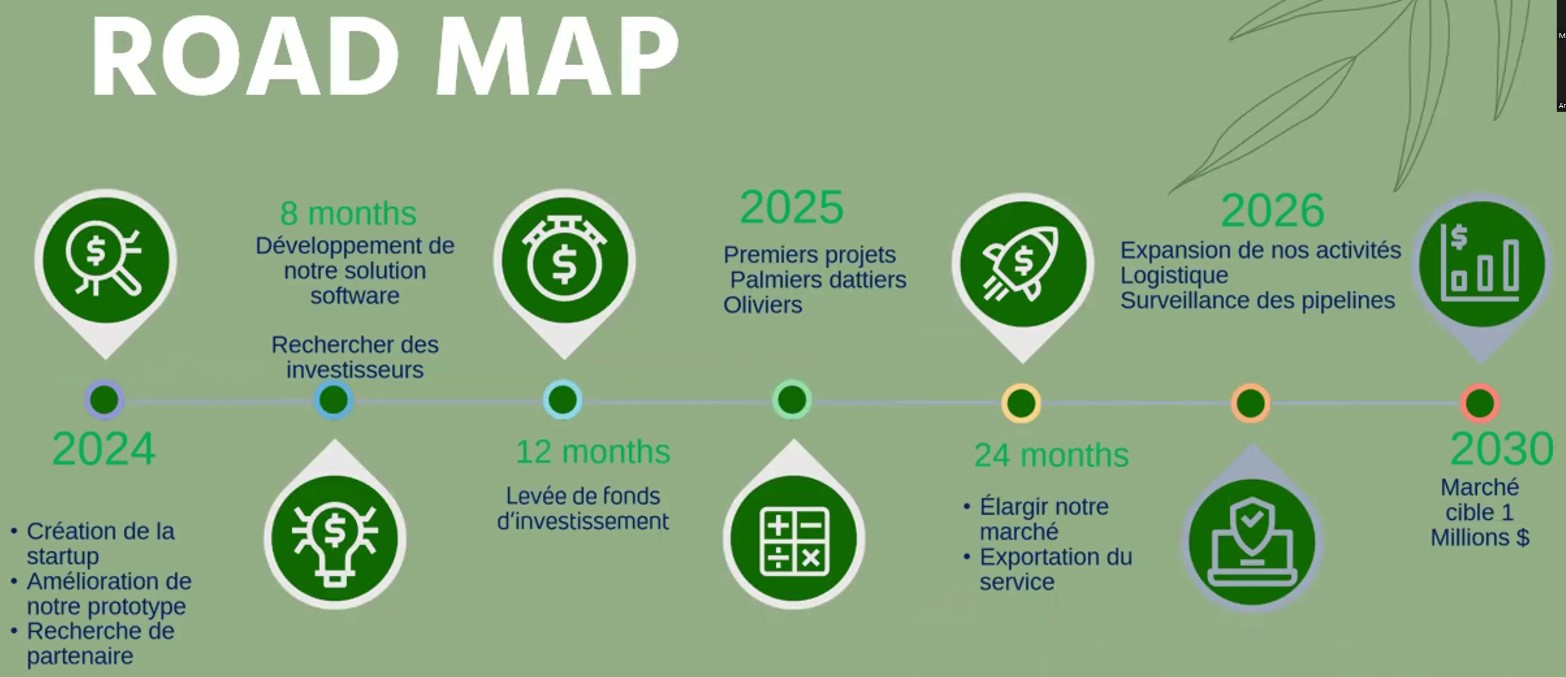 ROAD MAP
2024
• Création de la
startup
• Amélioration de
notre prototype
• Recherche de
partenaire
8 months
Développement de
notre solution
software
Rechercher des
investisseurs
12 months
Levée de fonds
d'investissement
2025
Premiers projets
Palmiers dattiers
Oliviers
24 months
• Élargir notre
marché
• Exportation du
service
2026
Expansion de nos activités
Logistique
Surveillance des pipelines
2030
Marché
cible 1
Millions $